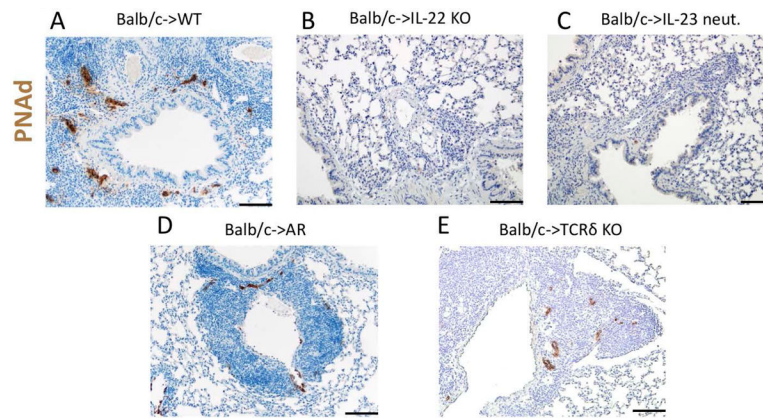 A Balb/c->WT
B Balb/c->IL-22 KO
C Balb/c->IL-23 neut.
PNAd
D Balb/c->AR
E Balb/c->TCRδ KO